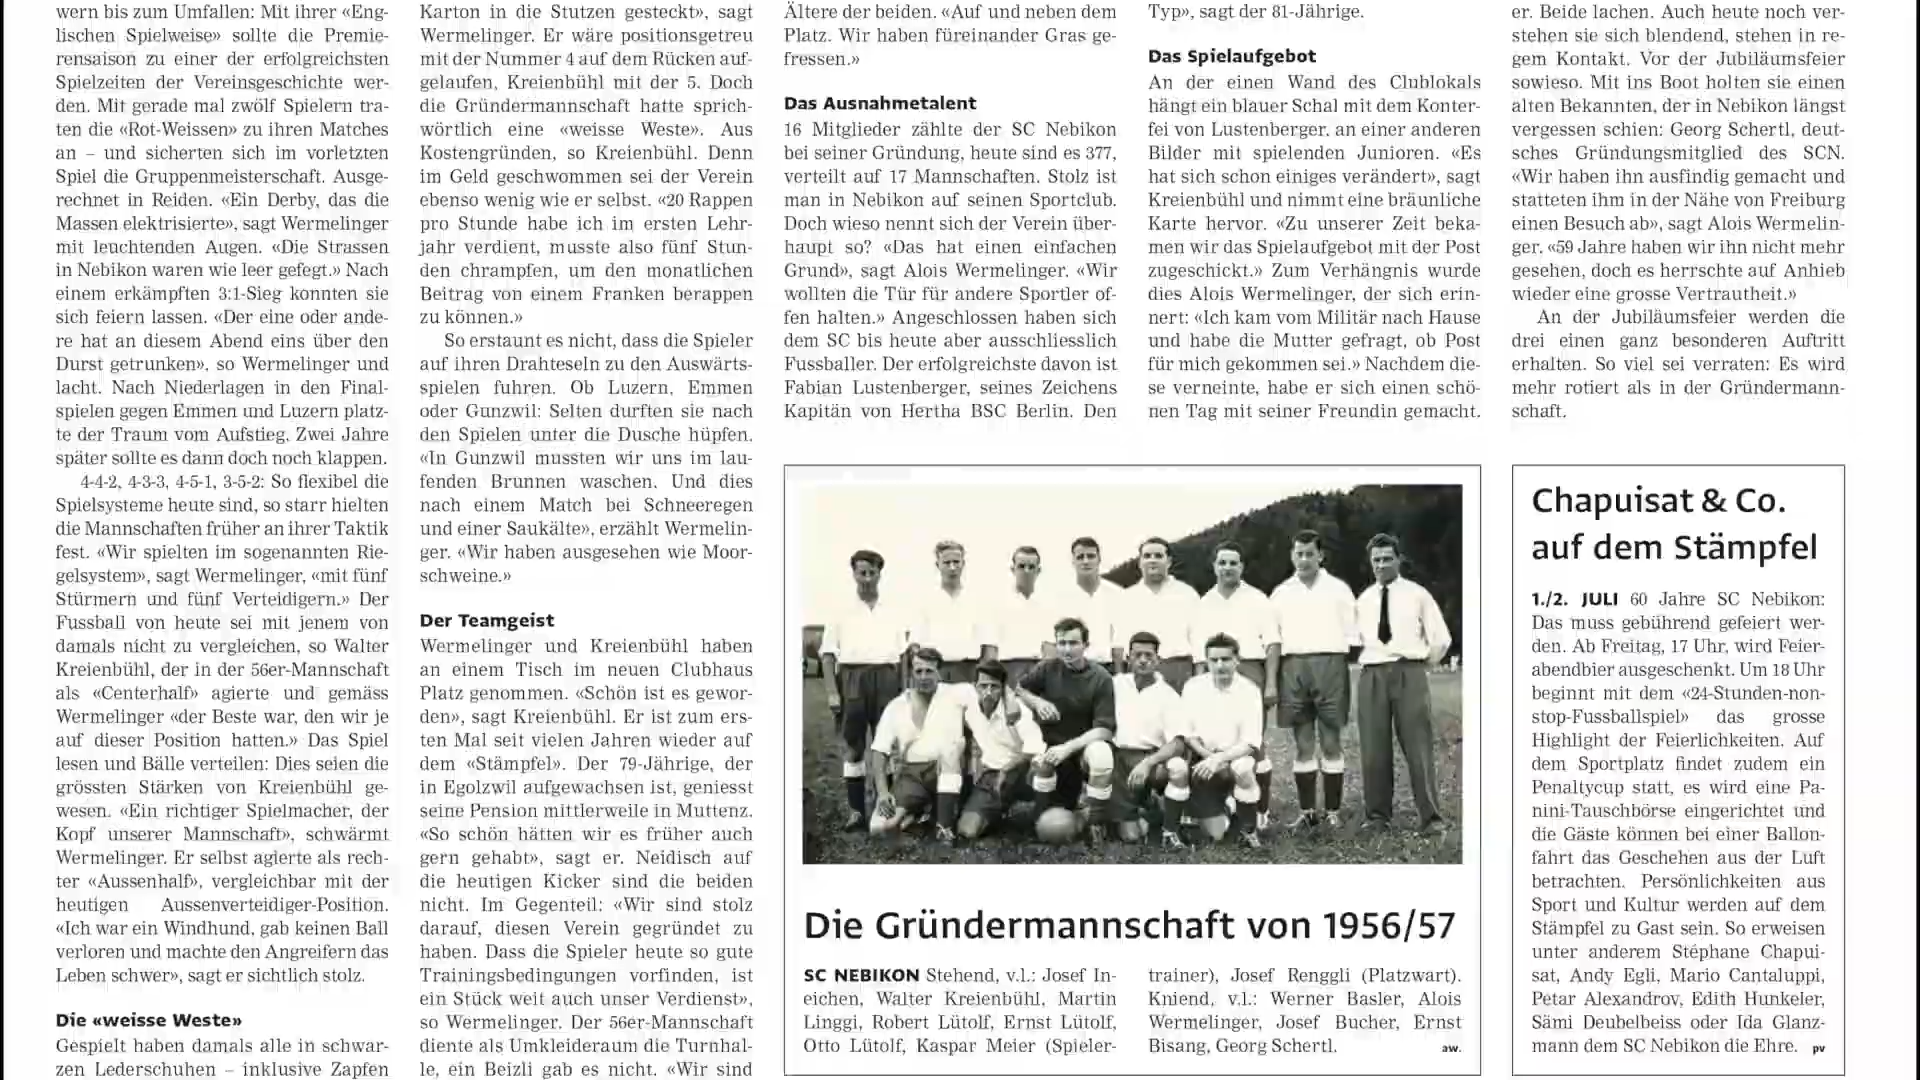 wern bis zum Umfallen: Mit ihrer «Eng-
lischen Spielweise» sollte die Premie-
rensaison zu einer der erfolgreichsten
Spielzeiten der Vereinsgeschichte wer-
den. Mit gerade mal zwölf Spielern tra-
ten die «Rot-Weissen» zu ihren Matches
an – und sicherten sich im vorletzten
Spiel die Gruppenmeisterschaft. Ausge-
rechnet in Reiden. «Ein Derby, das die
Massen elektrisierte», sagt Wermelinger
mit leuchtenden Augen. «Die Strassen
in Nebikon waren wie leer gefegt.» Nach
einem erkämpften 3:1-Sieg konnten sie
sich feiern lassen. «Der eine oder ande-
re hat an diesem Abend eins über den
Durst getrunken», so Wermelinger und
lacht. Nach Niederlagen in den Final-
spielen gegen Emmen und Luzern platz-
te der Traum vom Aufstieg. Zwei Jahre
später sollte es dann doch noch klappen.
4-4-2, 4-3-3, 4-5-1, 3-5-2: So flexibel die
Spielsysteme heute sind, so starr hielten
die Mannschaften früher an ihrer Taktik
fest. «Wir spielten im sogenannten Rie-
gelsystem», sagt Wermelinger, «mit fünf
Stürmern und fünf Verteidigern.» Der
Fussball von heute sei mit jenem von
damals nicht zu vergleichen, so Walter
Kreienbühl, der in der 56er-Mannschaft
als «Centerhalf» agierte und gemäss
Wermelinger «der Beste war, den wir je
auf dieser Position hatten.» Das Spiel
lesen und Bälle verteilen: Dies seien die
grössten Stärken von Kreienbühl ge-
wesen. «Ein richtiger Spielmacher, der
Kopf unserer Mannschaft», schwärmt
Wermelinger. Er selbst agierte als rech-
ter «Aussenhalf», vergleichbar mit der
heutigen Aussenverteidiger-Position.
«Ich war ein Windhund, gab keinen Ball
verloren und machte den Angreifern das
Leben schwer», sagt er sichtlich stolz.
Die «weisse Weste»
Gespielt haben damals alle in schwar-
zen Lederschuhen – inklusive Zapfen
Karton in die Stutzen gesteckt», sagt
Wermelinger. Er wäre positionsgetreu
mit der Nummer 4 auf dem Rücken auf-
gelaufen, Kreienbühl mit der 5. Doch
die Gründermannschaft hatte sprich-
wörtlich eine «weisse Weste». Aus
Kostengründen, so Kreienbühl. Denn
im Geld geschwommen sei der Verein
ebenso wenig wie er selbst. «20 Rappen
pro Stunde habe ich im ersten Lehr-
jahr verdient, musste also fünf Stun-
den chrampfen, um den monatlichen
Beitrag von einem Franken berappen
zu können.»
So erstaunt es nicht, dass die Spieler
auf ihren Drahteseln zu den Auswärts-
spielen fuhren. Ob Luzern, Emmen
oder Gunzwil: Selten durften sie nach
den Spielen unter die Dusche hüpfen.
«In Gunzwil mussten wir uns im lau-
fenden Brunnen waschen. Und dies
nach einem Match bei Schneeregen
und einer Saukälte», erzählt Wermelin-
ger. «Wir haben ausgesehen wie Moor-
schweine.»
Der Teamgeist
Wermelinger und Kreienbühl haben
an einem Tisch im neuen Clubhaus
Platz genommen. «Schön ist es gewor-
den», sagt Kreienbühl. Er ist zum ers-
ten Mal seit vielen Jahren wieder auf
dem «Stämpfel». Der 79-Jährige, der
in Egolzwil aufgewachsen ist, geniesst
seine Pension mittlerweile in Muttenz.
«So schön hätten wir es früher auch
gern gehabt», sagt er. Neidisch auf
die heutigen Kicker sind die beiden
nicht. Im Gegenteil: «Wir sind stolz
darauf, diesen Verein gegründet zu
haben. Dass die Spieler heute so gute
Trainingsbedingungen vorfinden, ist
ein Stück weit auch unser Verdienst»,
so Wermelinger. Der 56er-Mannschaft
diente als Umkleideraum die Turnhal-
le, ein Beizli gab es nicht. «Wir sind
Ältere der beiden. «Auf und neben dem
Platz. Wir haben füreinander Gras ge-
fressen.»
Das Ausnahmetalent
16 Mitglieder zählte der SC Nebikon
bei seiner Gründung, heute sind es 377,
verteilt auf 17 Mannschaften. Stolz ist
man in Nebikon auf seinen Sportclub.
Doch wieso nennt sich der Verein über-
haupt so? «Das hat einen einfachen
Grund», sagt Alois Wermelinger. «Wir
wollten die Tür für andere Sportler of-
fen halten.» Angeschlossen haben sich
dem SC bis heute aber ausschliesslich
Fussballer. Der erfolgreichste davon ist
Fabian Lustenberger, seines Zeichens
Kapitän von Hertha BSC Berlin. Den
Typ», sagt der 81-Jährige.
Das Spielaufgebot
An der einen Wand des Clublokals
hängt ein blauer Schal mit dem Konter-
fei von Lustenberger, an einer anderen
Bilder mit spielenden Junioren. «Es
hat sich schon einiges verändert», sagt
Kreienbühl und nimmt eine bräunliche
Karte hervor. «Zu unserer Zeit beka-
men wir das Spielaufgebot mit der Post
zugeschickt.» Zum Verhängnis wurde
dies Alois Wermelinger, der sich erin-
nert: «Ich kam vom Militär nach Hause
und habe die Mutter gefragt, ob Post
für mich gekommen sei.» Nachdem die-
se verneinte, habe er sich einen schö-
nen Tag mit seiner Freundin gemacht.
er. Beide lachen. Auch heute noch ver-
stehen sie sich blendend, stehen in re-
gem Kontakt. Vor der Jubiläumsfeier
sowieso. Mit ins Boot holten sie einen
alten Bekannten, der in Nebikon längst
vergessen schien: Georg Schertl, deut-
sches Gründungsmitglied des SCN.
«Wir haben ihn ausfindig gemacht und
statteten ihm in der Nähe von Freiburg
einen Besuch ab», sagt Alois Wermelin-
ger. «59 Jahre haben wir ihn nicht mehr
gesehen, doch es herrschte auf Anhieb
wieder eine grosse Vertrautheit.»
An der Jubiläumsfeier werden die
drei einen ganz besonderen Auftritt
erhalten. So viel sei verraten: Es wird
mehr rotiert als in der Gründermann-
schaft.
Die Gründermannschaft von 1956/57
SC NEBIKON Stehend, v.l.: Josef In-
eichen, Walter Kreienbühl, Martin
Linggi, Robert Lütolf, Ernst Lütolf,
Otto Lütolf, Kaspar Meier (Spieler-
trainer), Josef Renggli (Platzwart).
Kniend, v.l.: Werner Basler, Alois
Wermelinger, Josef Bucher, Ernst
Bisang, Georg Schertl. aw.
Chapuisat & Co.
auf dem Stämpfel
1./2. JULI 60 Jahre SC Nebikon:
Das muss gebührend gefeiert wer-
den. Ab Freitag, 17 Uhr, wird Feier-
abendbier ausgeschenkt. Um 18 Uhr
beginnt mit dem «24-Stunden-non-
stop-Fussballspiel» das grosse
Highlight der Feierlichkeiten. Auf
dem Sportplatz findet zudem ein
Penaltycup statt, es wird eine Pa-
nini-Tauschbörse eingerichtet und
die Gäste können bei einer Ballon-
fahrt das Geschehen aus der Luft
betrachten. Persönlichkeiten aus
Sport und Kultur werden auf dem
Stämpfel zu Gast sein. So erweisen
unter anderem Stéphane Chapui-
sat, Andy Egli, Mario Cantaluppi,
Petar Alexandrov, Edith Hunkeler,
Sämi Deubelbeiss oder Ida Glanz-
mann dem SC Nebikon die Ehre. pv